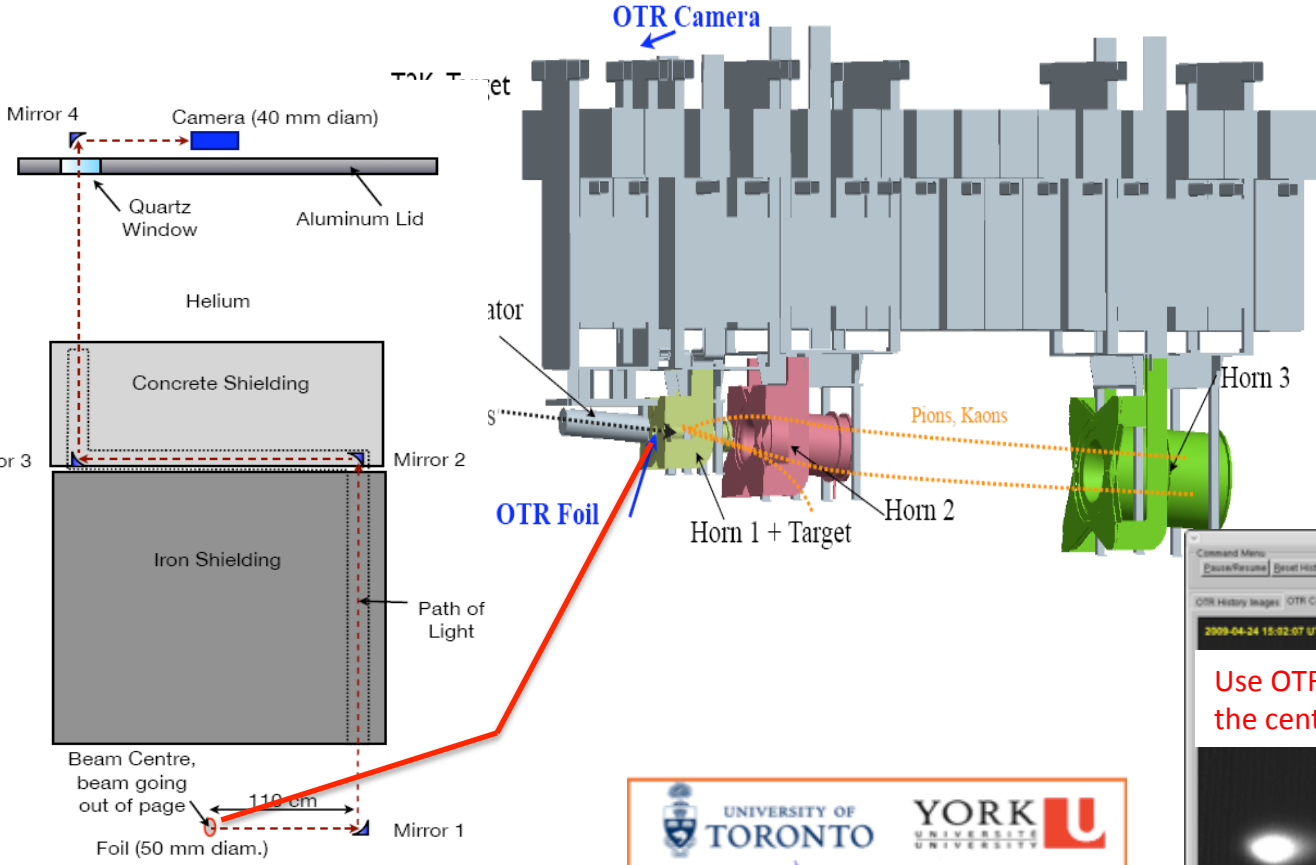 OTR Camera
Mirror 4
Camera (40 mm diam)
Quartz
Window
Aluminum Lid
Helium
Concrete Shielding
Mirror 2
Iron Shielding
Path of
Light
Beam Centre,
beam going
out of page
110 cm
Mirror 1
Foil (50 mm diam.)
OTR Foil
Horn 1 + Target
Horn 2
Pions, Kaons
Horn 3
Command Menu
Pause/Resume
OTR History Images
2009-04-24 15:02:07
Use
the
UNIVERSITY OF
TORONTO
YORK U
UNIVERSITÉ
UNIVERSITY